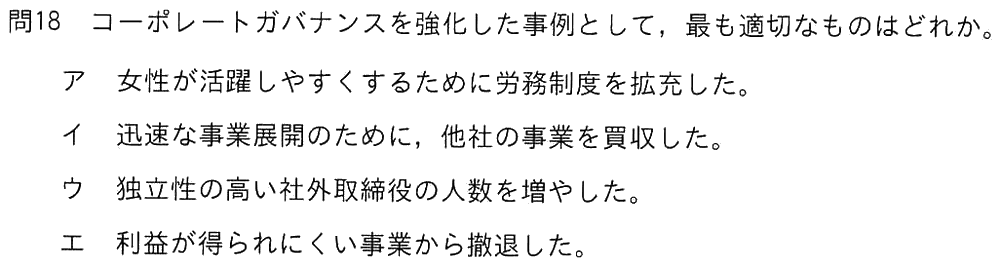 問18　コーポレートガバナンスを強化した事例として，最も適切なものはどれか。
ア　女性が活躍しやすくするために労務制度を拡充した。
イ　迅速な事業展開のために，他社の事業を買収した。
ウ　独立性の高い社外取締役の人数を増やした。
エ　利益が得られにくい事業から撤退した。